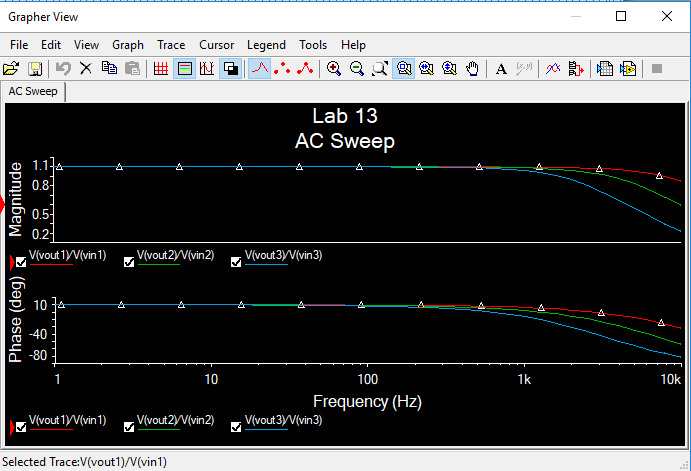 Grapher View
File Edit View Graph Trace Cursor Legend Tools Help
AC Sweep
Lab 13
AC Sweep
Magnitude
1.1
0.8
0.5
0.2
V(vout1)/V(vin1) V(vout2)/V(vin2) V(vout3)/V(vin3)
Phase (deg)
10
-40
-80
1 10 100 1k 10k
Frequency (Hz)
V(vout1)/V(vin1) V(vout2)/V(vin2) V(vout3)/V(vin3)
Selected Trace:V(vout1)/V(vin1)